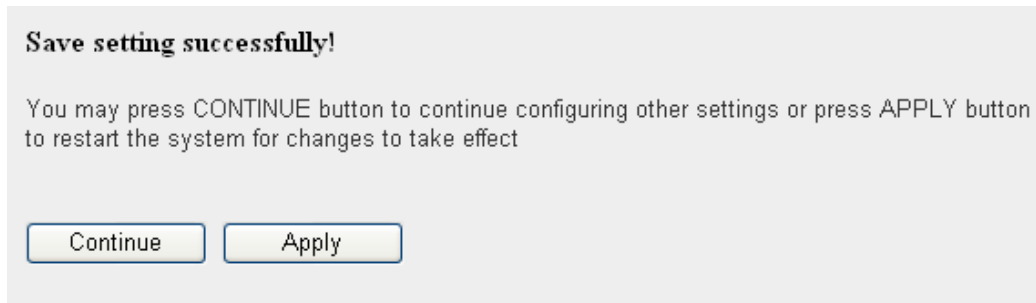 Save setting successfully!
You may press CONTINUE button to continue configuring other settings or press APPLY button
to restart the system for changes to take effect
Continue
Apply